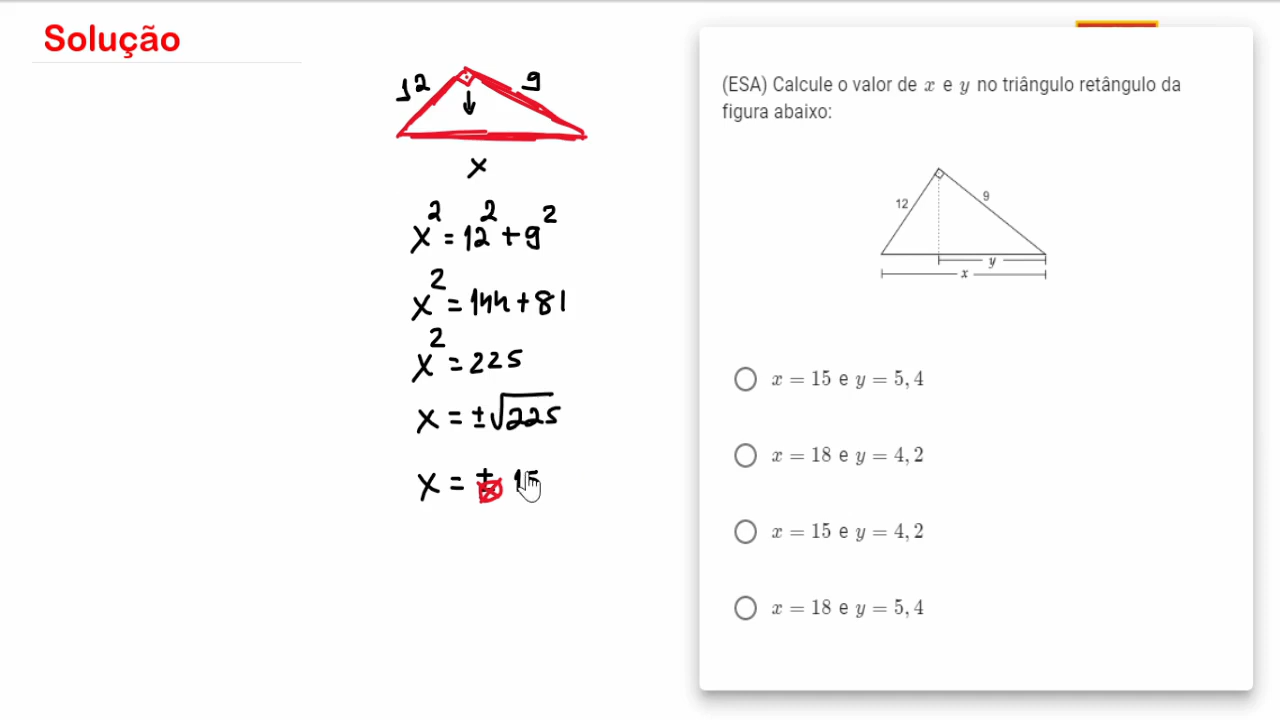 Solução
12
9
x
x² = 12² + 9²
x² = 144 + 81
x² = 225
x = ±√225
x = ± 15
(ESA) Calcule o valor de x e y no triângulo retângulo da
figura abaixo:
12
9
y
x
x = 15 e y = 5, 4
x = 18 e y = 4, 2
x = 15 e y = 4, 2
x = 18 e y = 5, 4